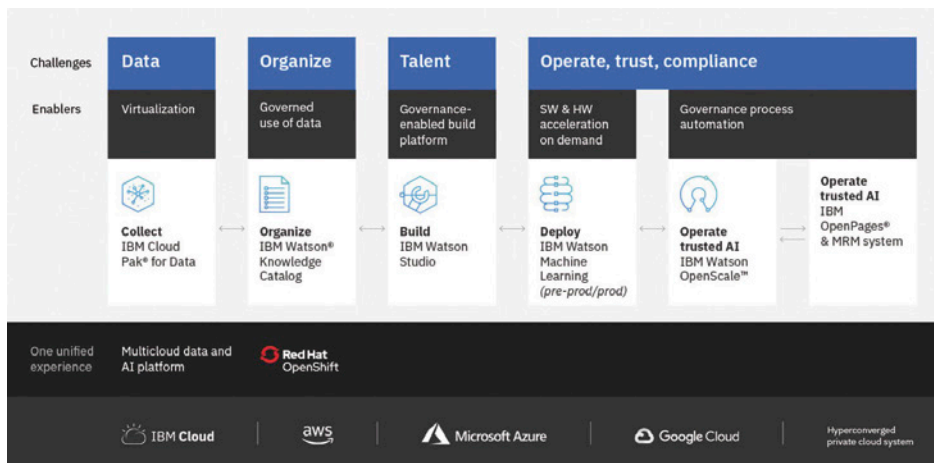 Challenges
Data
Organize
Talent
Operate, trust, compliance
Enablers
Virtualization
Governed
use of data
Governance-
enabled build
platform
SW & HW
acceleration
on demand
Governance process
automation
Collect
IBM Cloud
Pak® for Data
Organize
IBM Watson®
Knowledge
Catalog
Build
IBM Watson
Studio
Deploy
IBM Watson
Machine
Learning
(pre-prod/prod)
Operate
trusted AI
IBM Watson
OpenScale™
Operate
trusted AI
IBM
OpenPages®
& MRM system
One unified
experience
Multicloud data and
AI platform
Red Hat
OpenShift
IBM Cloud
aws
Microsoft Azure
Google Cloud
Hyperconverged
private cloud system